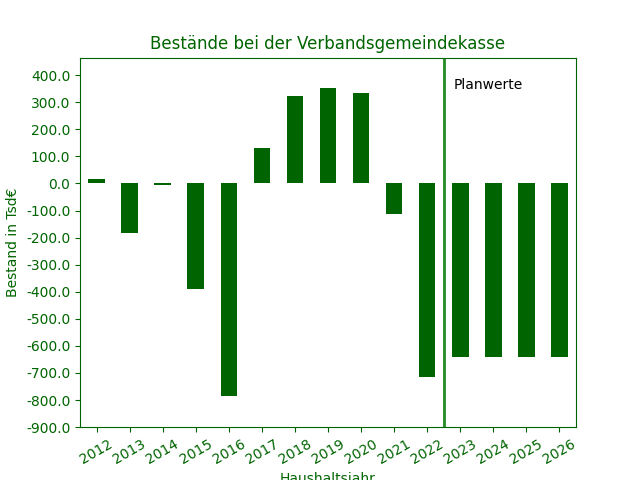 Bestände bei der Verbandsgemeindekasse
Planwerte
400.0
300.0
200.0
100.0
0.0
-100.0
-200.0
-300.0
-400.0
-500.0
-600.0
-700.0
-800.0
-900.0
Bestand in Tsd€
2012 2013 2014 2015 2016 2017 2018 2019 2020 2021 2022 2023 2024 2025 2026
Haushaltsjahr